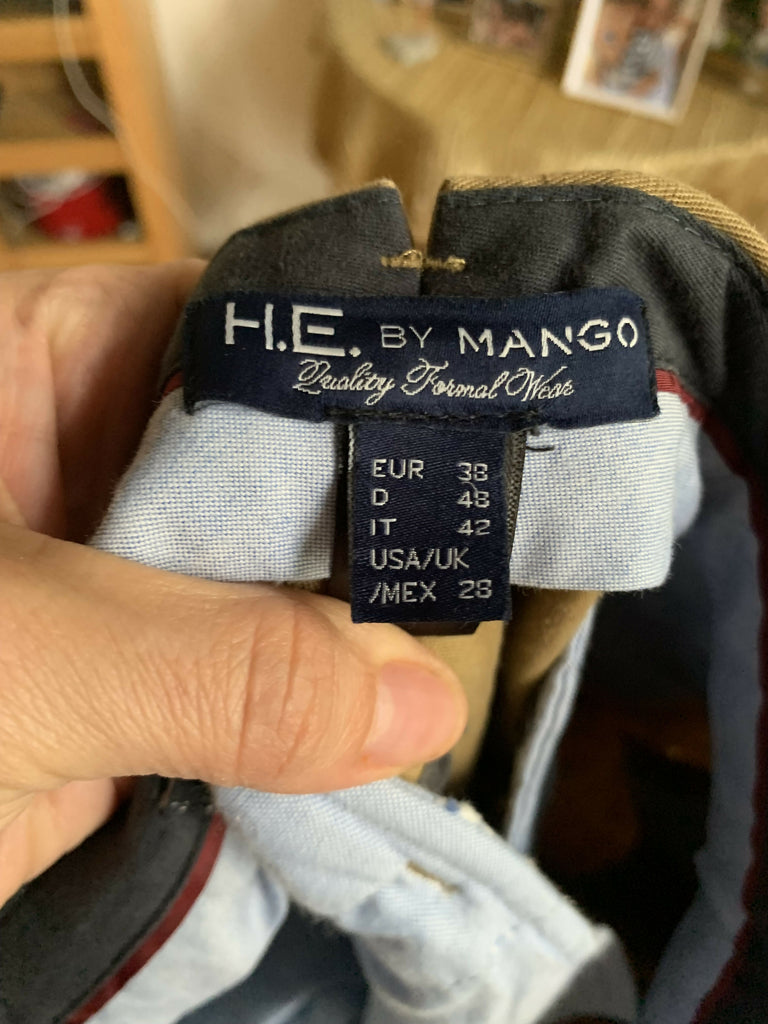 H.E. BY MANGO
Quality Formal Wear
EUR 38
D 48
IT 42
USA/UK
/MEX 28